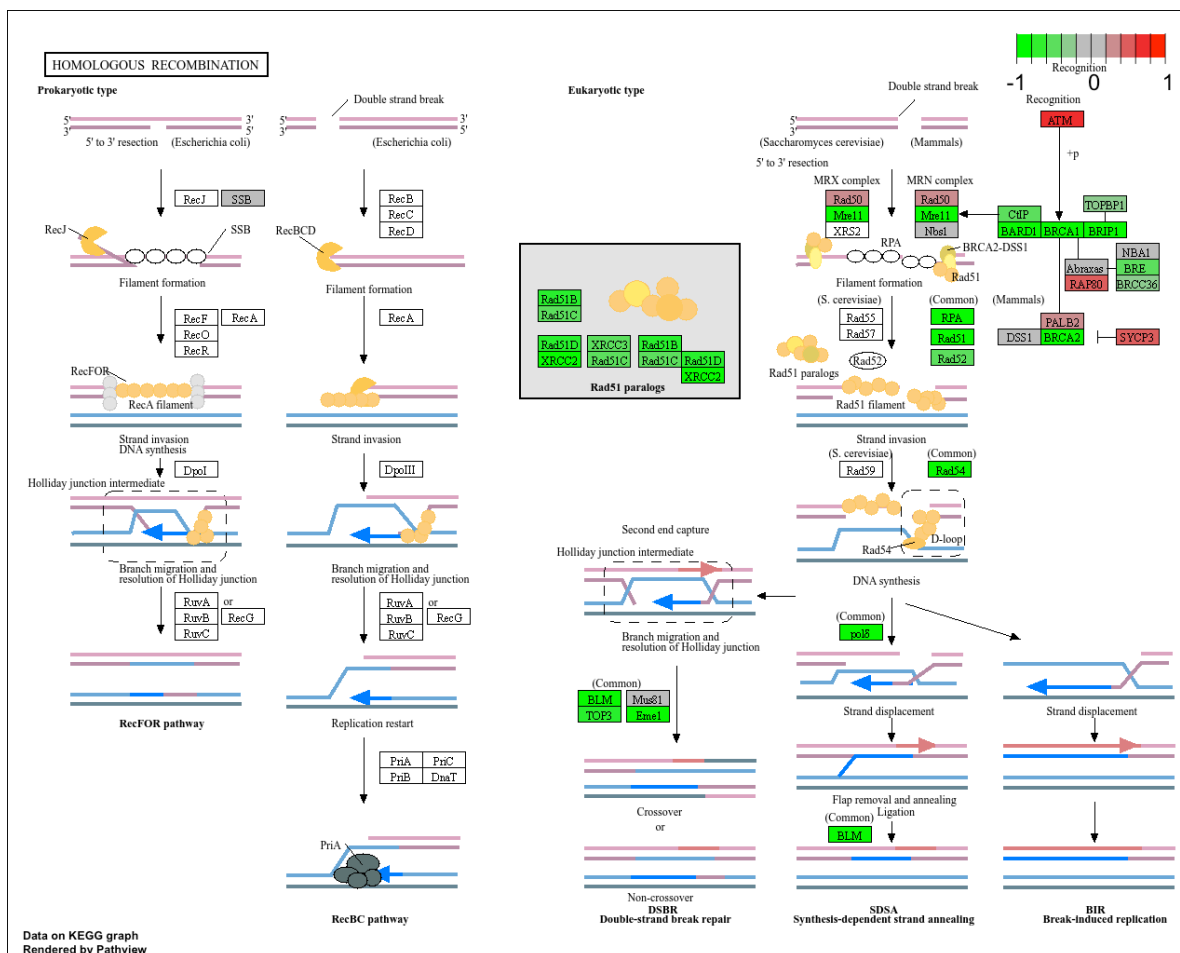 HOMOLOGOUS RECOMBINATION
Prokaryotic type
Double strand break
5' 3'
3' 5'
5' to 3' resection
(Escherichia coli)
5' 3'
3' 5'
(Escherichia coli)
RecJ SSB
RecJ
SSB
Filament formation
RecF RecA
RecO
RecR
RecFOR
RecA filament
Strand invasion
DNA synthesis
DpoI
Holliday junction intermediate
Branch migration and
resolution of Holliday junction
RuvA or
RuvB RecG
RuvC
RecFOR pathway
RecB
RecC
RecD
RecBCD
Filament formation
RecA
Strand invasion
DpoIII
Branch migration and
resolution of Holliday junction
RuvA or
RuvB RecG
RuvC
Replication restart
PriA PriC
PriB DnaT
PriA
RecBC pathway
Eukaryotic type
Double strand break
5'
3'
(Saccharomyces cerevisiae) (Mammals)
5' to 3' resection
MRX complex MRN complex
Rad50 Rad50
Mre11 Mre11
XRS2 Nbs1
RPA
BRCA2-DSS1
Rad51
Filament formation
(S. cerevisiae) (Common) (Mammals)
Rad55 RPA
Rad57 Rad51
Rad52 Rad52
Rad51 paralogs
Rad51 filament
Rad51B
Rad51C
Rad51D XRCC3 Rad51B
XRCC2 Rad51C Rad51C Rad51D
XRCC2
Rad51 paralogs
Strand invasion
(S. cerevisiae) (Common)
Rad59 Rad54
D-loop
Rad54
DNA synthesis
Second end capture
Holliday junction intermediate
Branch migration and
resolution of Holliday junction
(Common)
BLM Mus81
TOP3 Eme1
Crossover
or
Non-crossover
DSBR
Double-strand break repair
(Common)
polδ
Strand displacement
Flap removal and annealing
Ligation
(Common)
BLM
SDSA
Synthesis-dependent strand annealing
Strand displacement
BIR
Break-induced replication
Recognition
-1 0 1
Recognition
ATM
+p
CtIP TOPBP1
BARD1 BRCA1 BRIP1
NBA1
Abraxas BRE
RAP80 BRCC36
PALB2
DSS1 BRCA2 SYCP3
Data on KEGG graph
Rendered by Pathview